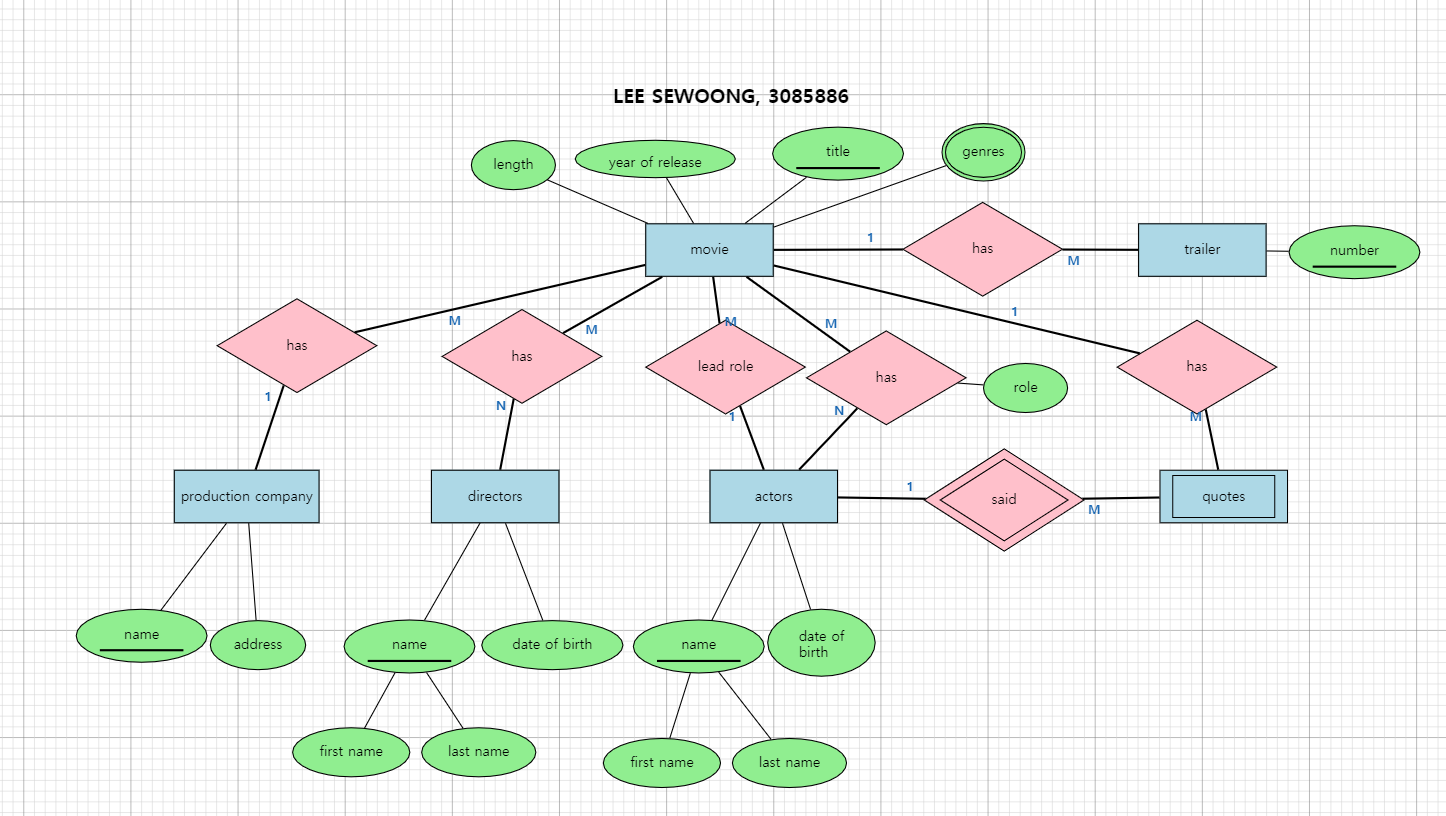 LEE SEWOONG, 3085886
length
year of release
title
genres
movie
1
has
M
trailer
number
M
has
1
M
has
N
M
lead role
1
M
has
N
role
1
has
M
production company
directors
actors
1
said
M
quotes
name
address
name
date of birth
name
date of
birth
first name
last name
first name
last name